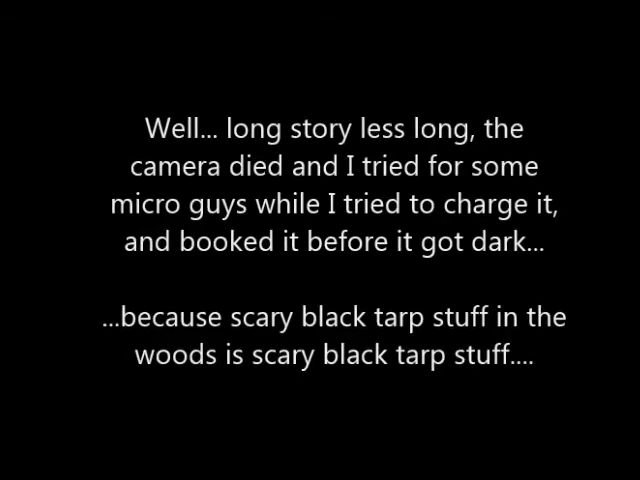 Well... long story less long, the
camera died and I tried for some
micro guys while I tried to charge it,
and booked it before it got dark...
...because scary black tarp stuff in the
woods is scary black tarp stuff....